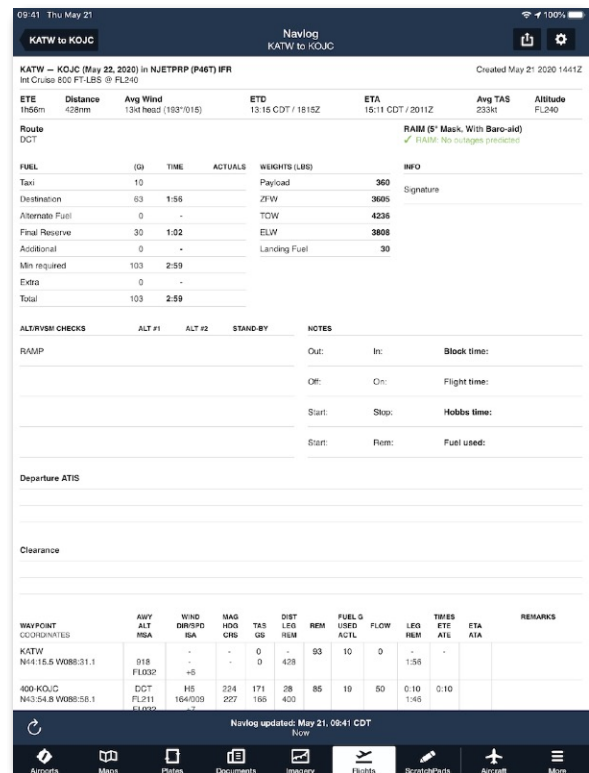 09:41 Thu May 21 100%
KATW to KOJC
Navlog
KATW to KOJC
KATW — KOJC (May 22, 2020) in NJETPRP (P46T) IFR Created May 21 2020 1441Z
Int Cruise 800 FT-LBS @ FL240
ETE Distance Avg Wind ETD ETA Avg TAS Altitude
1h56m 428nm 13kt head (193°/015) 13:15 CDT / 1815Z 15:11 CDT / 2011Z 233kt FL240
Route RAIM (5° Mask, With Baro-aid)
DCT ✓ RAIM: No outages predicted
FUEL (G) TIME ACTUALS WEIGHTS (LBS) INFO
Taxi 10 Payload 360
Signature
Destination 63 1:56 ZFW 3605
Alternate Fuel 0 - TOW 4236
Final Reserve 30 1:02 ELW 3808
Additional 0 - Landing Fuel 30
Min required 103 2:59
Extra 0 -
Total 103 2:59
ALT/RVSM CHECKS ALT #1 ALT #2 STAND-BY NOTES
RAMP Out: In: Block time:
Off: On: Flight time:
Start: Stop: Hobbs time:
Start: Rem: Fuel used:
Departure ATIS
Clearance
AWY WIND MAG DIST FUEL G TIMES
WAYPOINT ALT DIR/SPD HDG TAS LEG REM USED FLOW LEG ETE ETA REMARKS
COORDINATES MSA ISA CRS GS REM ACTL REM ATE ATA
KATW - - 0 - 93 10 0 - -
N44:15.5 W088:31.1 918 - - 0 428 1:56
FL032 +6
400-KOJC DCT H5 224 171 28 85 19 50 0:10 0:10
N43:54.8 W088:58.1 FL211 164/009 227 166 400 1:46
FL032 +7
Navlog updated: May 21, 09:41 CDT
Now
Airports Maps Plates Documents Imagery Flights ScratchPads Aircraft More